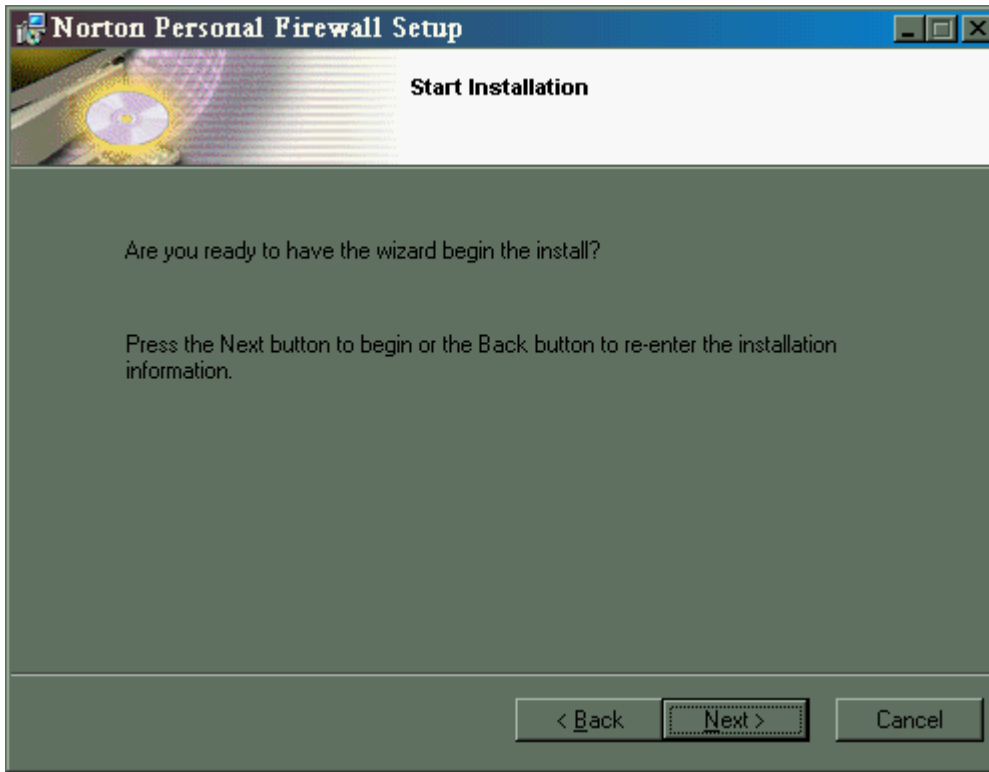 Norton Personal Firewall Setup
Start Installation
Are you ready to have the wizard begin the install?
Press the Next button to begin or the Back button to re-enter the installation
information.
< Back
Next >
Cancel